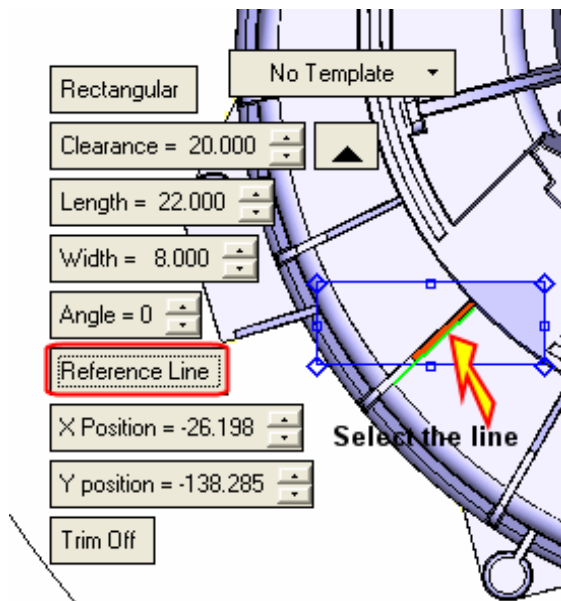 No Template
Rectangular
Clearance = 20.000
Length = 22.000
Width = 8.000
Angle = 0
Reference Line
X Position = -26.198
Select the line
Y position = -138.285
Trim Off